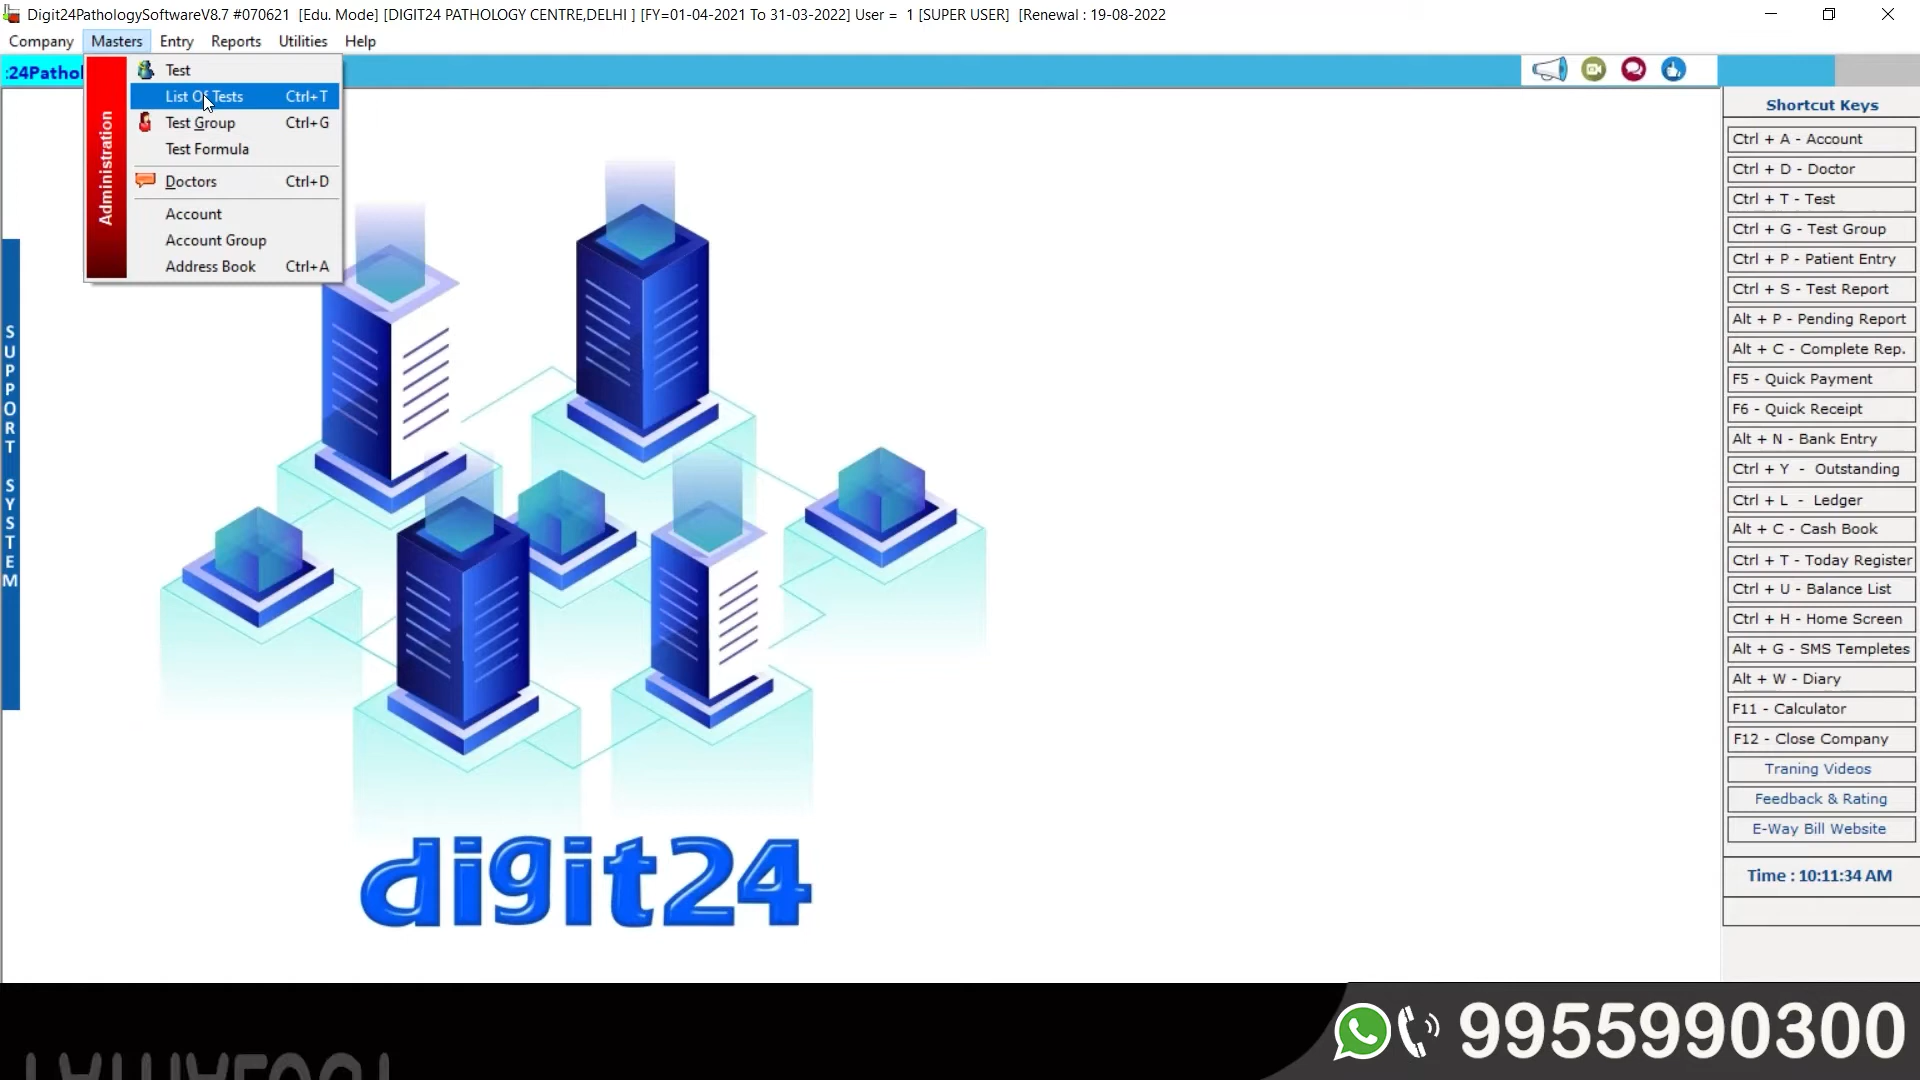 Digit24PathologySoftwareV8.7 #070621 [Edu. Mode] [DIGIT24 PATHOLOGY CENTRE,DELHI ] [FY=01-04-2021 To 31-03-2022] User = 1 [SUPER USER] [Renewal : 19-08-2022
Company Masters Entry Reports Utilities Help
:24Pathol
Administration
Test
List Of Tests Ctrl+T
Test Group Ctrl+G
Test Formula
Doctors Ctrl+D
Account
Account Group
Address Book Ctrl+A
SUPPORT SYSTEM
digit24
Shortcut Keys
Ctrl + A - Account
Ctrl + D - Doctor
Ctrl + T - Test
Ctrl + G - Test Group
Ctrl + P - Patient Entry
Ctrl + S - Test Report
Alt + P - Pending Report
Alt + C - Complete Rep.
F5 - Quick Payment
F6 - Quick Receipt
Alt + N - Bank Entry
Ctrl + Y - Outstanding
Ctrl + L - Ledger
Alt + C - Cash Book
Ctrl + T - Today Register
Ctrl + U - Balance List
Ctrl + H - Home Screen
Alt + G - SMS Templetes
Alt + W - Diary
F11 - Calculator
F12 - Close Company
Traning Videos
Feedback & Rating
E-Way Bill Website
Time : 10:11:34 AM
9955990300